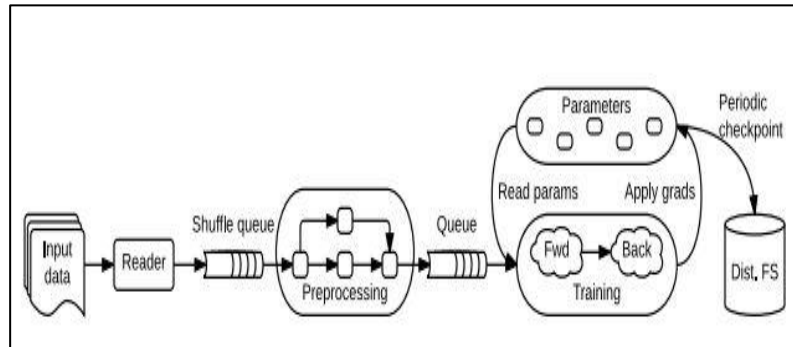 Input
data
Reader
Shuffle queue
Preprocessing
Queue
Parameters
Read params
Apply grads
Fwd
Back
Training
Periodic
checkpoint
Dist. FS